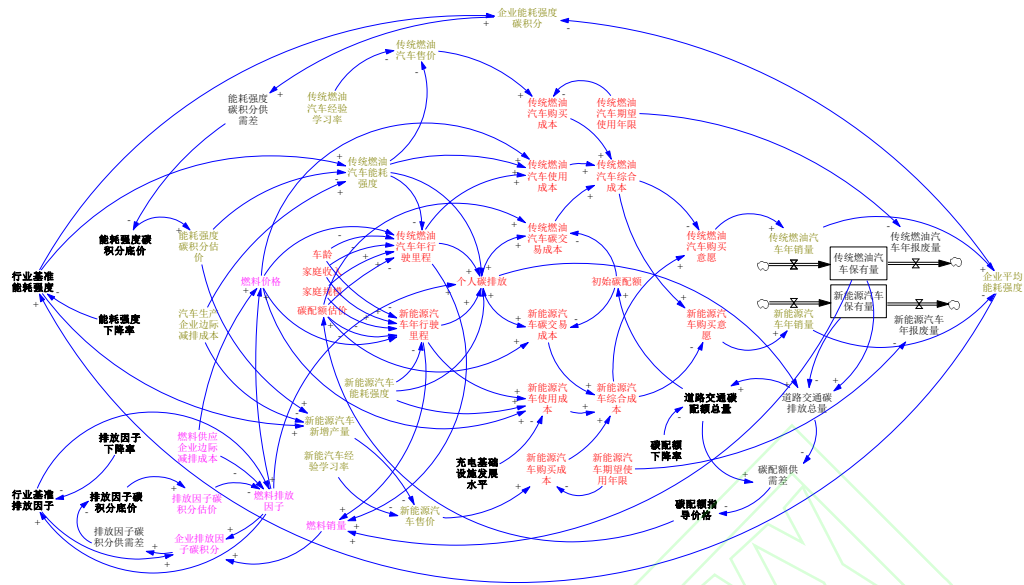 企业能耗强度
碳积分
传统燃油
汽车售价
能耗强度
碳积分供
需差
传统燃油
汽车经验
学习率
传统燃油
汽车购买
成本
传统燃油
汽车期望
使用年限
传统燃油
汽车能耗
强度
传统燃油
汽车使用
成本
传统燃油
汽车综合
成本
能耗强度碳
积分底价
能耗强度
碳积分估
价
传统燃油
汽车年行
驶里程
传统燃油
汽车碳交
易成本
传统燃油
汽车购买
意愿
传统燃油汽
车年销量
传统燃油汽
车年报废量
车龄
家庭收入
家庭规模
碳配额估价
行业基准
能耗强度
燃料价格
个人碳排放
初始碳配额
传统燃油汽
车保有量
企业平均
能耗强度
能耗强度
下降率
汽车生产
企业边际
减排成本
新能源汽
车年行驶
里程
新能源汽
车碳交易
成本
新能源汽
车购买意
愿
新能源汽
车年销量
新能源汽车
保有量
新能源汽车
年报废量
新能源汽车
能耗强度
新能源汽
车使用成
本
新能源汽
车综合成
本
道路交通碳
配额总量
道路交通碳
排放总量
新能源汽车
新增产量
排放因子
下降率
燃料供应
企业边际
减排成本
新能汽车经
验学习率
充电基础
设施发展
水平
新能源汽
车购买成
本
新能源汽
车期望使
用年限
碳配额
下降率
碳配额供
需差
行业基准
排放因子
排放因子碳
积分底价
排放因子碳
积分估价
燃料排放
因子
新能源汽
车售价
碳配额指
导价格
排放因子碳
积分供需差
企业排放因
子碳积分
燃料销量